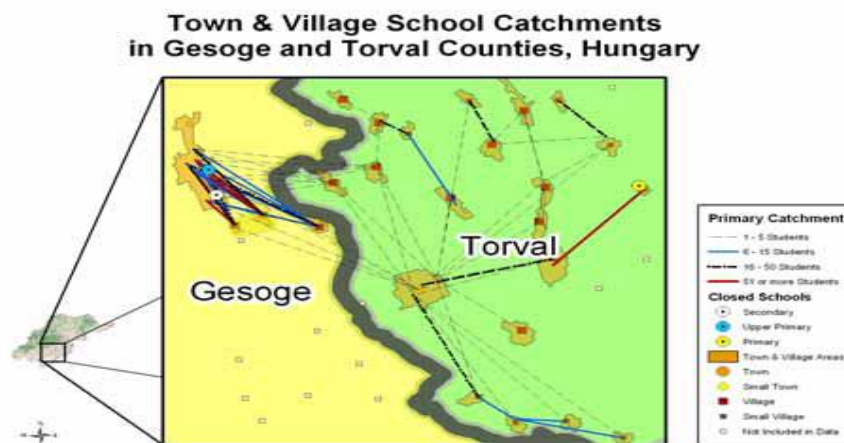 Town & Village School Catchments
in Gesoge and Torval Counties, Hungary
Torval
Gesoge
Primary Catchment
1 - 5 Students
6 - 15 Students
16 - 50 Students
51 or more Students
Closed Schools
Secondary
Upper Primary
Primary
Town & Village Areas
Town
Small Town
Village
Small Village
Not Included in Data